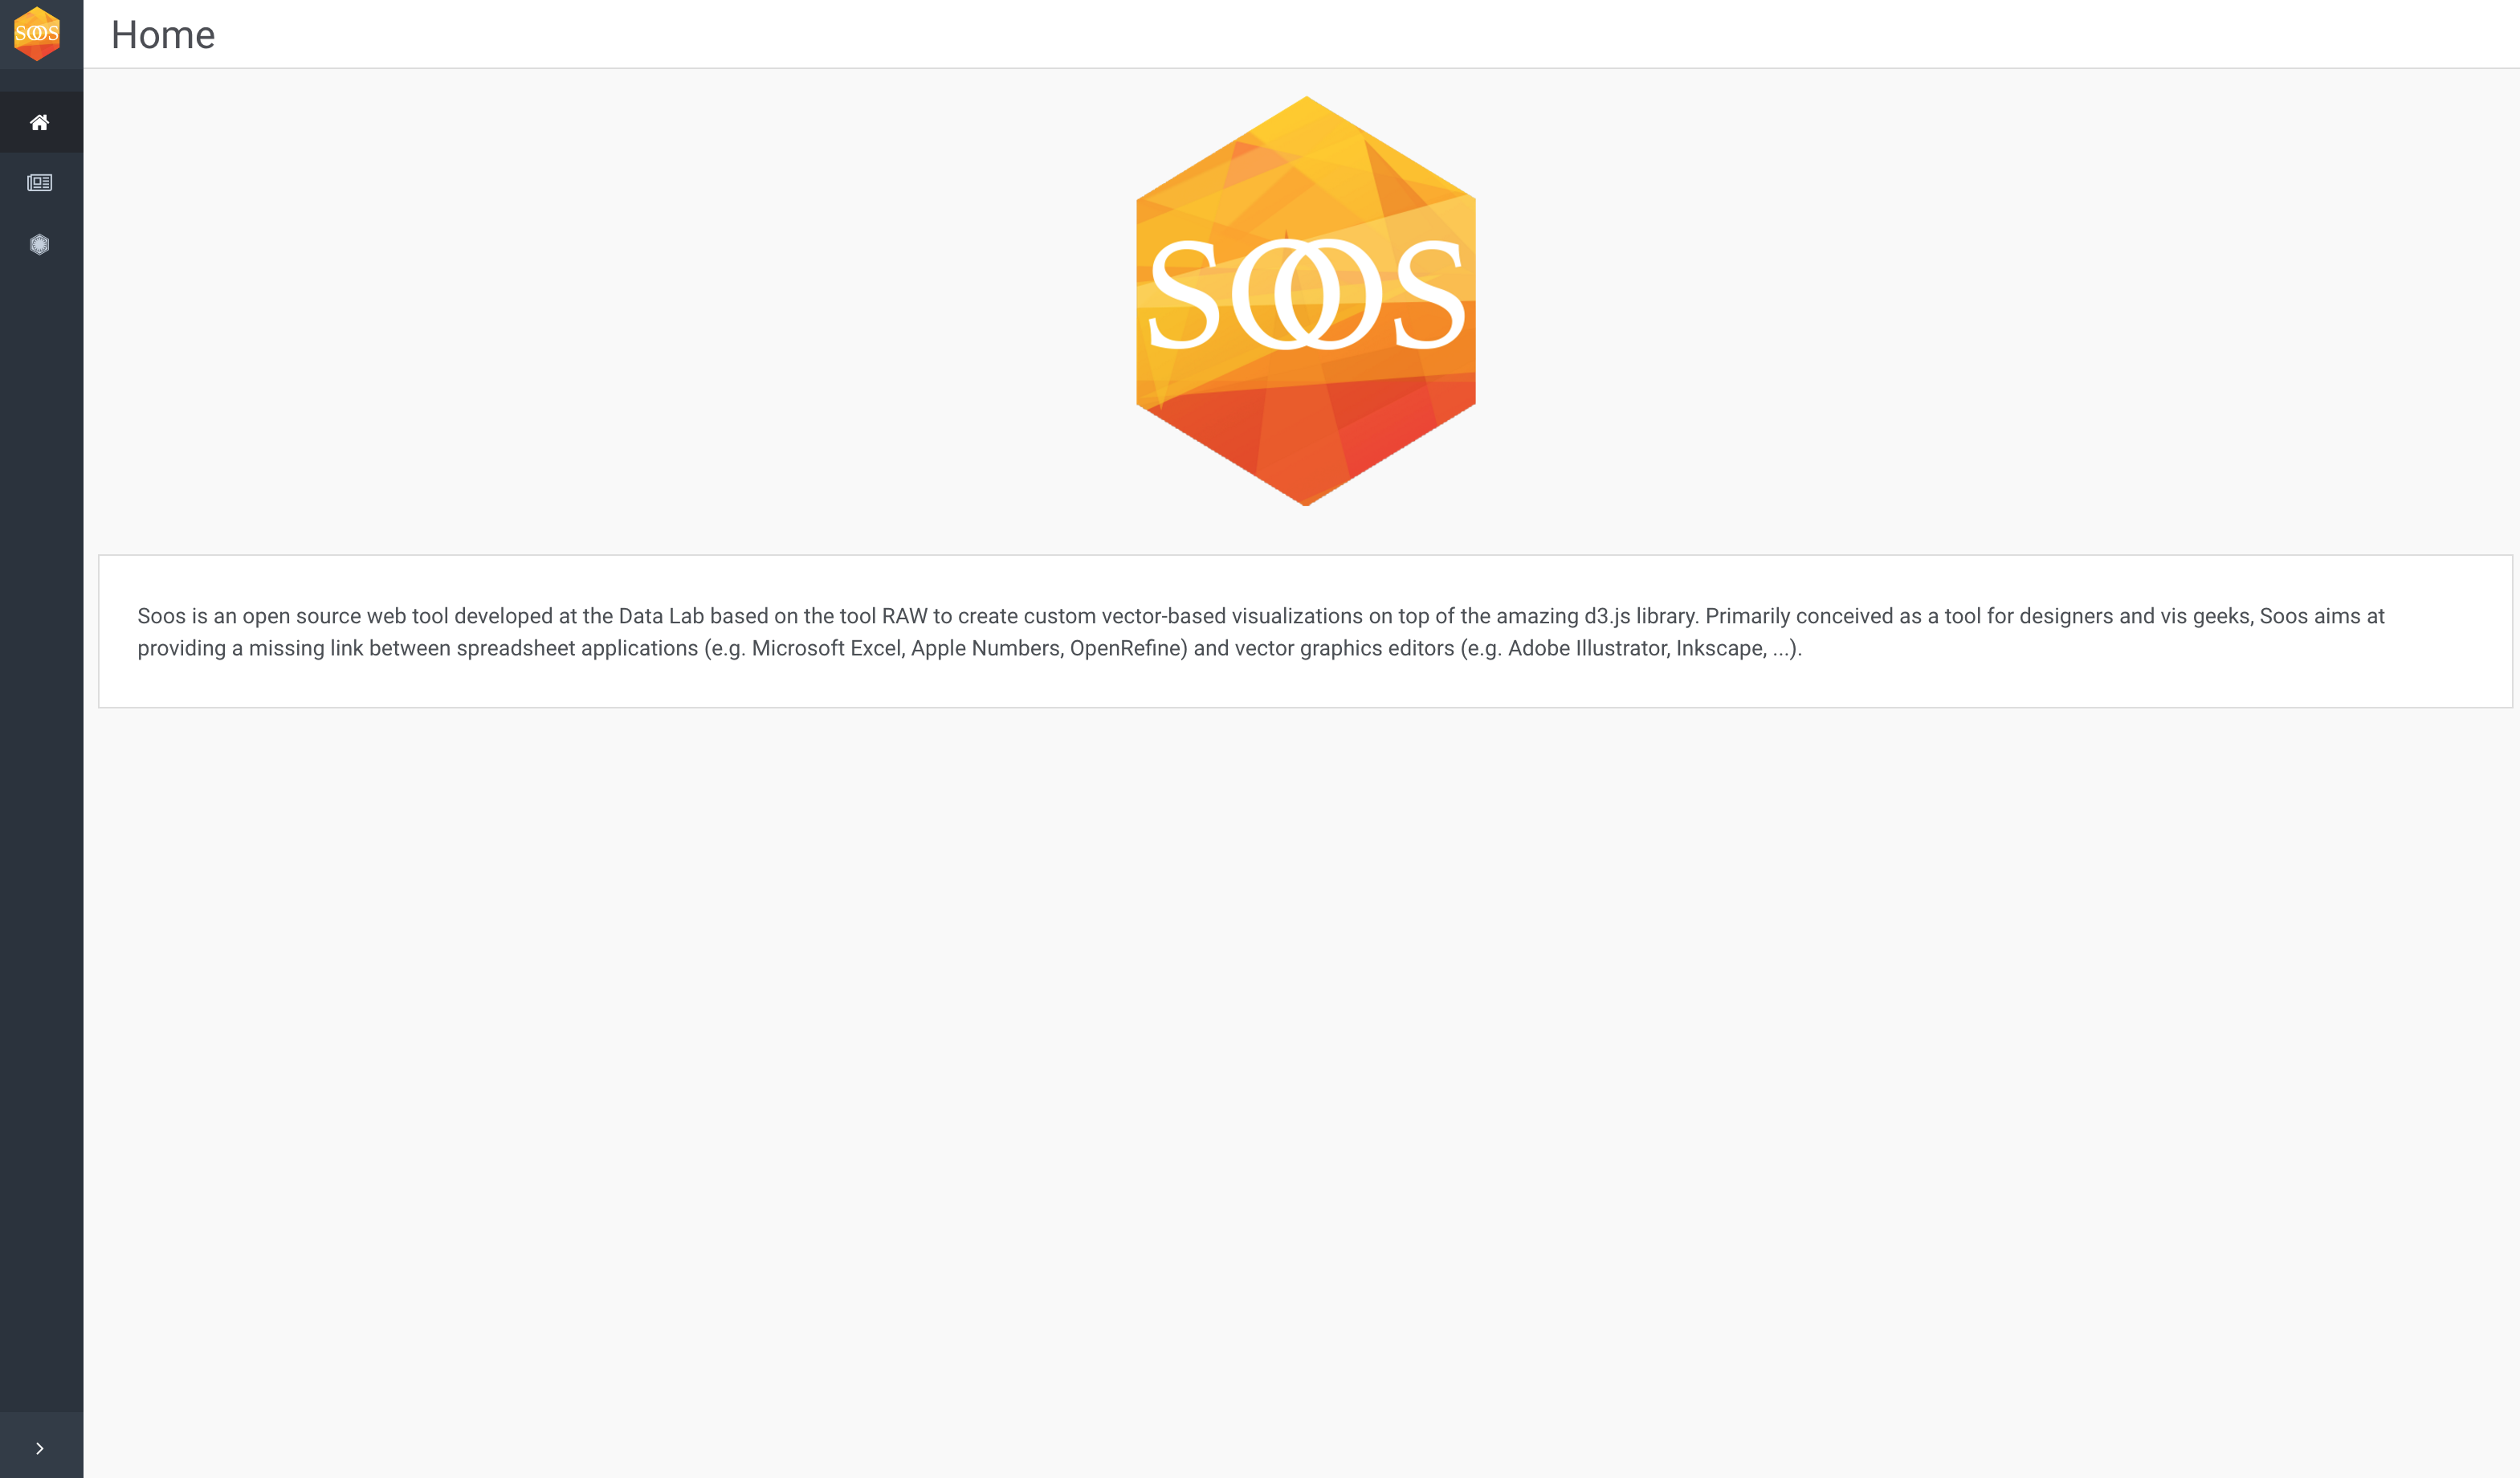 SOOS
Home
SOOS
Soos is an open source web tool developed at the Data Lab based on the tool RAW to create custom vector-based visualizations on top of the amazing d3.js library. Primarily conceived as a tool for designers and vis geeks, Soos aims at
providing a missing link between spreadsheet applications (e.g. Microsoft Excel, Apple Numbers, OpenRefine) and vector graphics editors (e.g. Adobe Illustrator, Inkscape, ...).